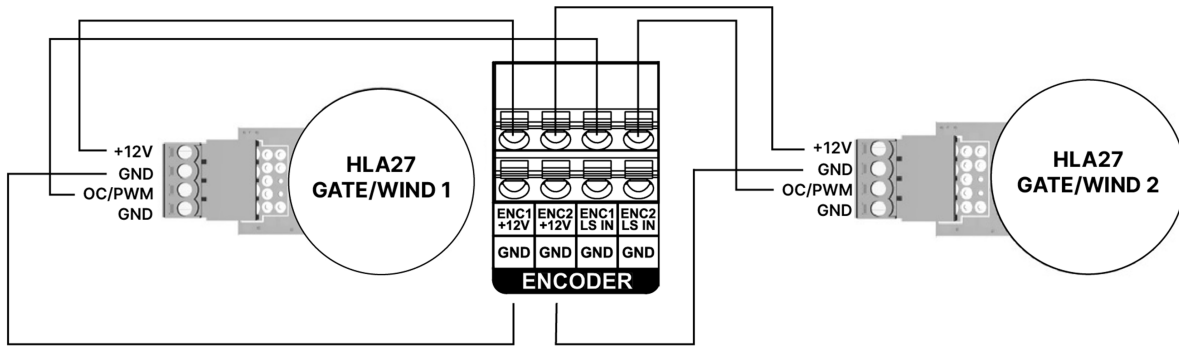 +12V
GND
OC/PWM
GND
HLA27
GATE/WIND 1
ENC1 ENC2 ENC1 ENC2
+12V +12V LS IN LS IN
GND GND GND GND
ENCODER
+12V
GND
OC/PWM
GND
HLA27
GATE/WIND 2